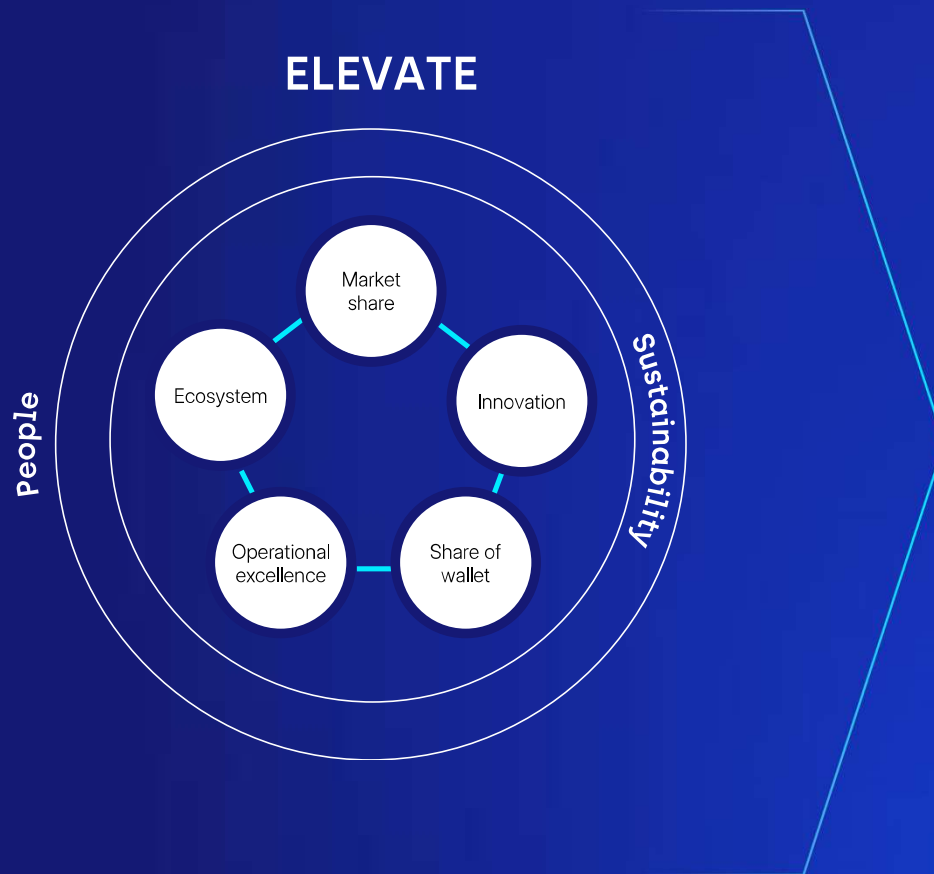 ELEVATE
Market
share
Ecosystem
Innovation
Operational
excellence
Share of
wallet
People
Sustainability